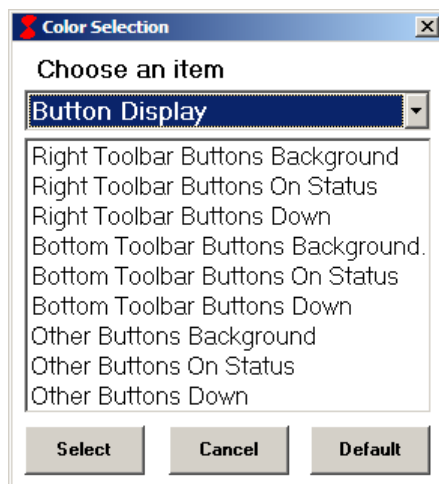 Color Selection
Choose an item
Button Display
Right Toolbar Buttons Background
Right Toolbar Buttons On Status
Right Toolbar Buttons Down
Bottom Toolbar Buttons Background.
Bottom Toolbar Buttons On Status
Bottom Toolbar Buttons Down
Other Buttons Background
Other Buttons On Status
Other Buttons Down
Select Cancel Default